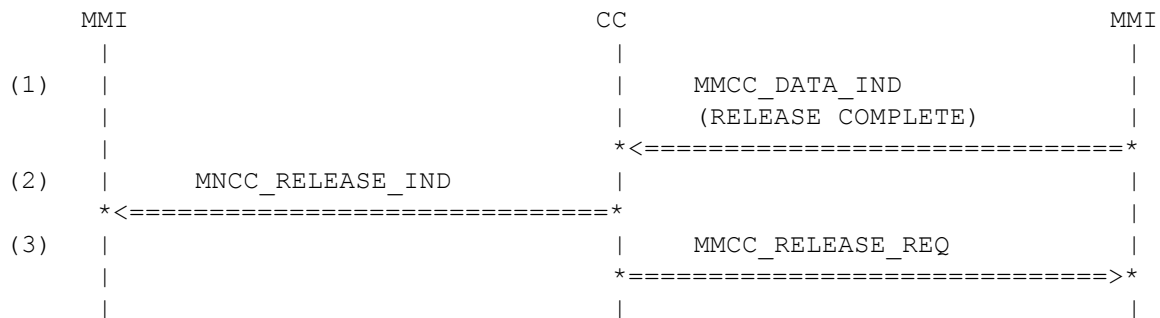 MMI CC MMI
(1) MMCC_DATA_IND
(RELEASE COMPLETE)
*<==============================*
(2) MNCC_RELEASE_IND
*<==============================*
(3) MMCC_RELEASE_REQ
*==============================>*